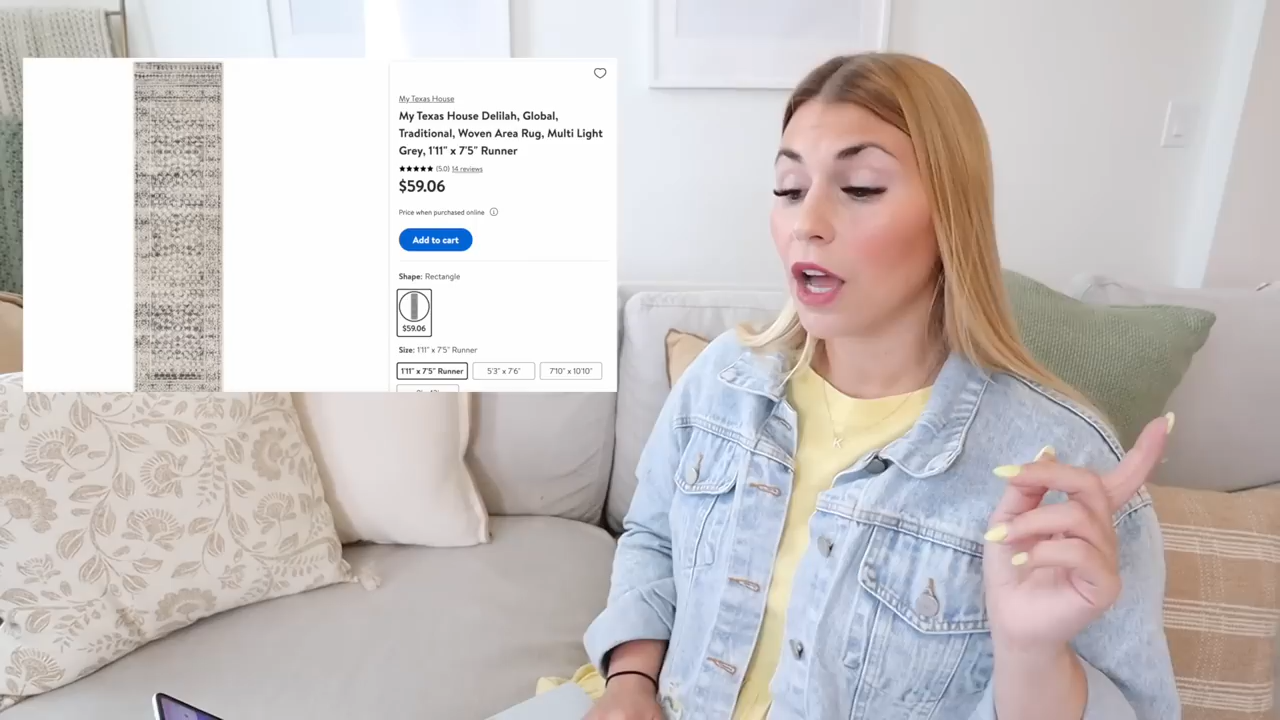 My Texas House
My Texas House Delilah, Global,
Traditional, Woven Area Rug, Multi Light
Grey, 1'11" x 7'5" Runner
(5.0) 14 reviews
$59.06
Price when purchased online
Add to cart
Shape: Rectangle
$59.06
Size: 1'11" x 7'5" Runner
1'11" x 7'5" Runner 5'3" x 7'6" 7'10" x 10'10"
K